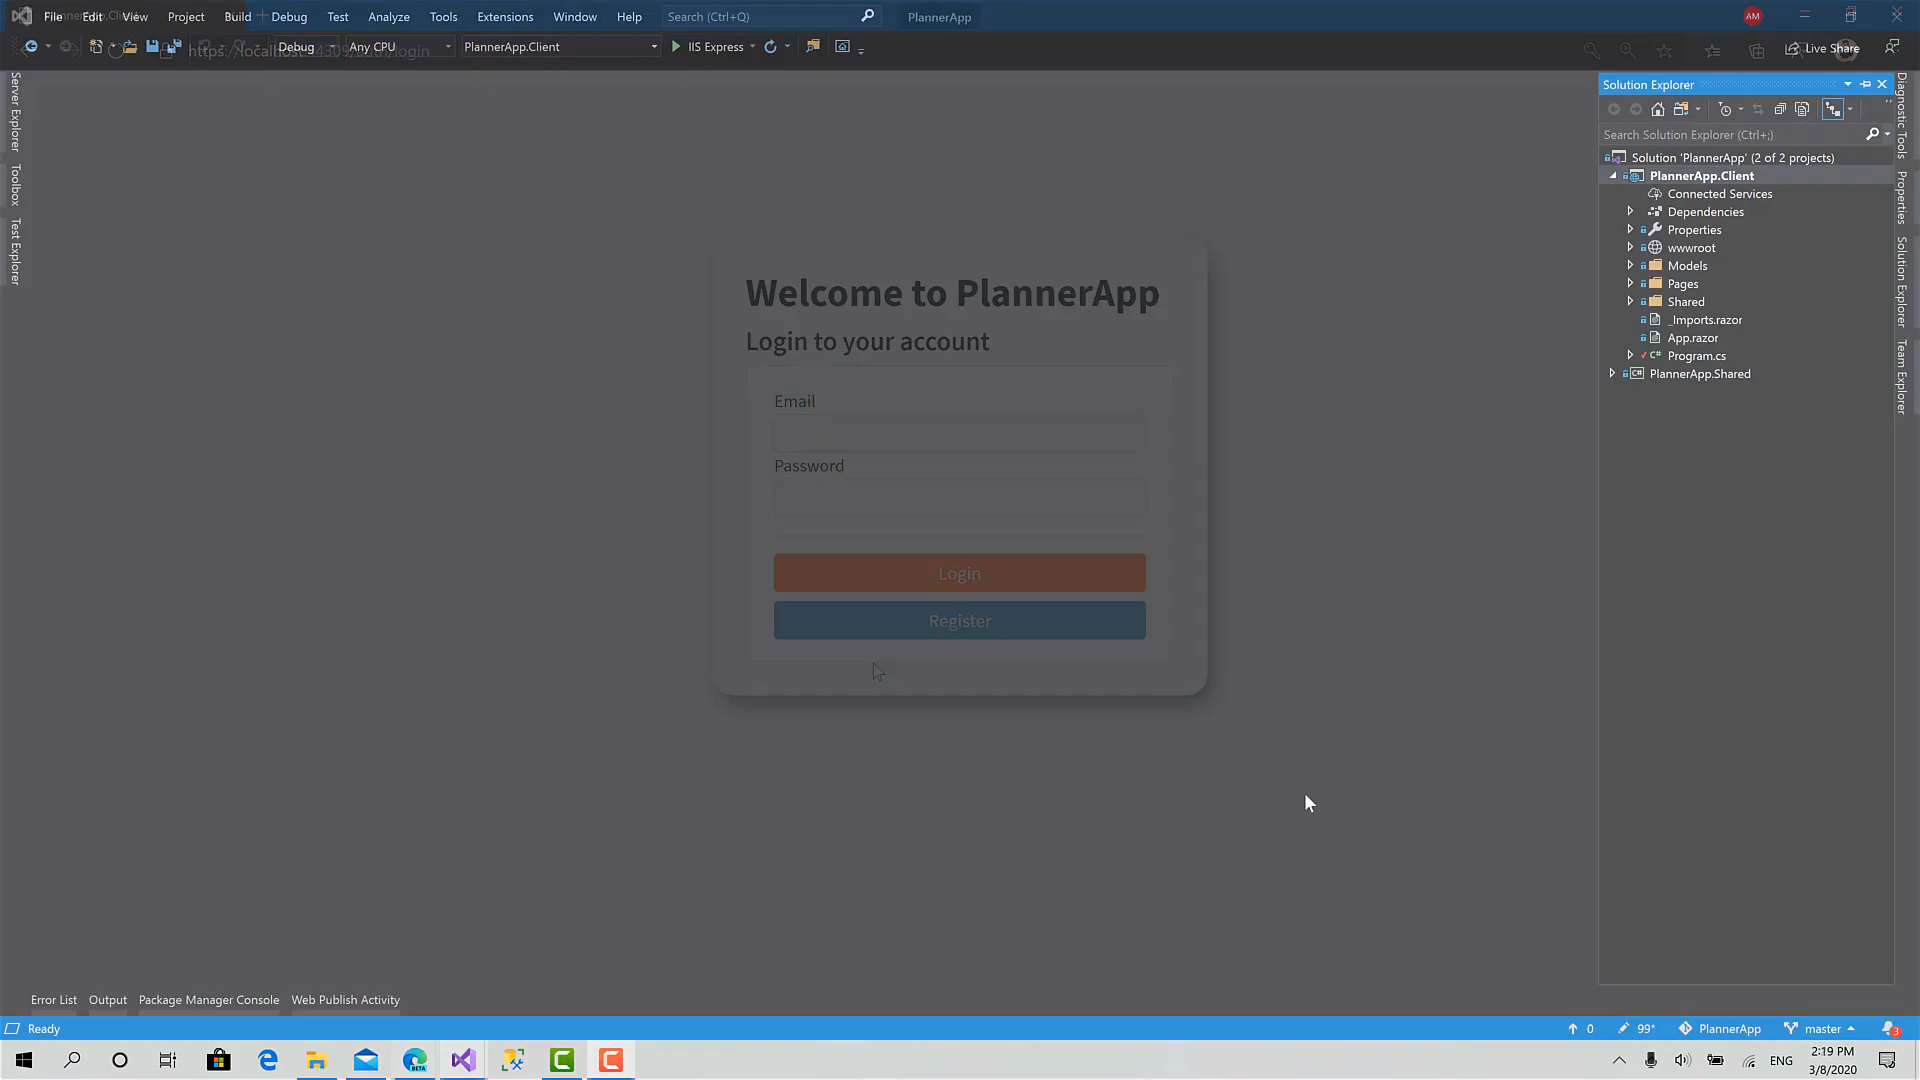 File Edit View Project Build Debug Test Analyze Tools Extensions Window Help Search (Ctrl+Q) PlannerApp AM
Debug Any CPU PlannerApp.Client IIS Express Live Share
Server Explorer
Toolbox
Test Explorer
Welcome to PlannerApp
Login to your account
Email
Password
Login
Register
Solution Explorer
Search Solution Explorer (Ctrl+;)
Solution 'PlannerApp' (2 of 2 projects)
PlannerApp.Client
Connected Services
Dependencies
Properties
wwwroot
Models
Pages
Shared
_Imports.razor
App.razor
Program.cs
PlannerApp.Shared
Diagnostic Tools
Properties
Solution Explorer
Team Explorer
Error List Output Package Manager Console Web Publish Activity
Ready 0 99* PlannerApp master 3
BETA ENG 2:19 PM
3/8/2020